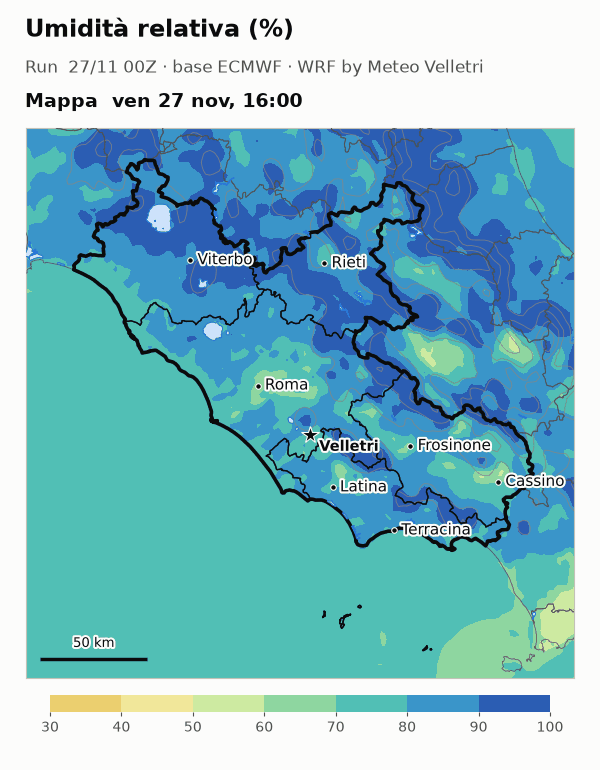 Umidità relativa (%)
Run  27/11 00Z · base ECMWF · WRF by Meteo Velletri
Mappa  ven 27 nov, 16:00
Viterbo
Rieti
Roma
Velletri
Frosinone
Cassino
Latina
Terracina
50 km
30 40 50 60 70 80 90 100